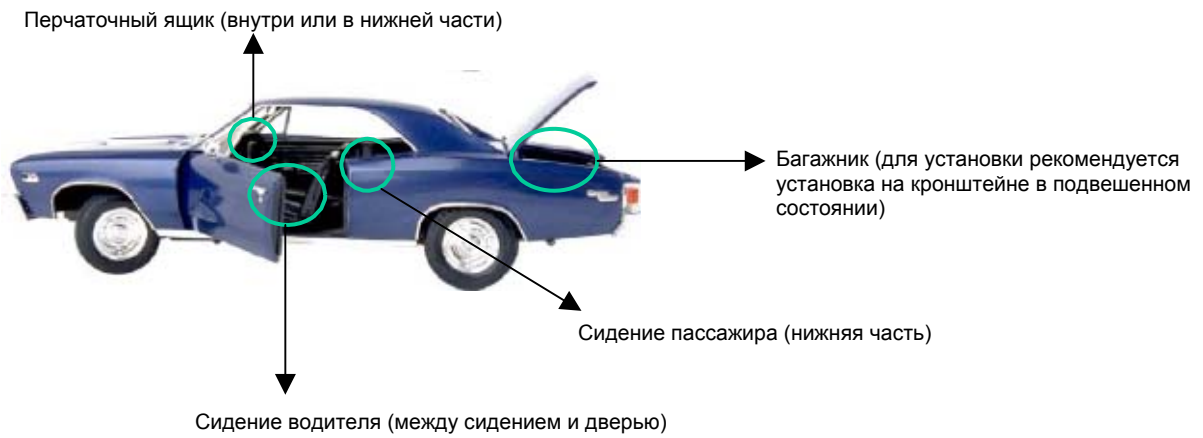 Перчаточный ящик (внутри или в нижней части)
Багажник (для установки рекомендуется
установка на кронштейне в подвешенном
состоянии)
Сидение пассажира (нижняя часть)
Сидение водителя (между сидением и дверью)